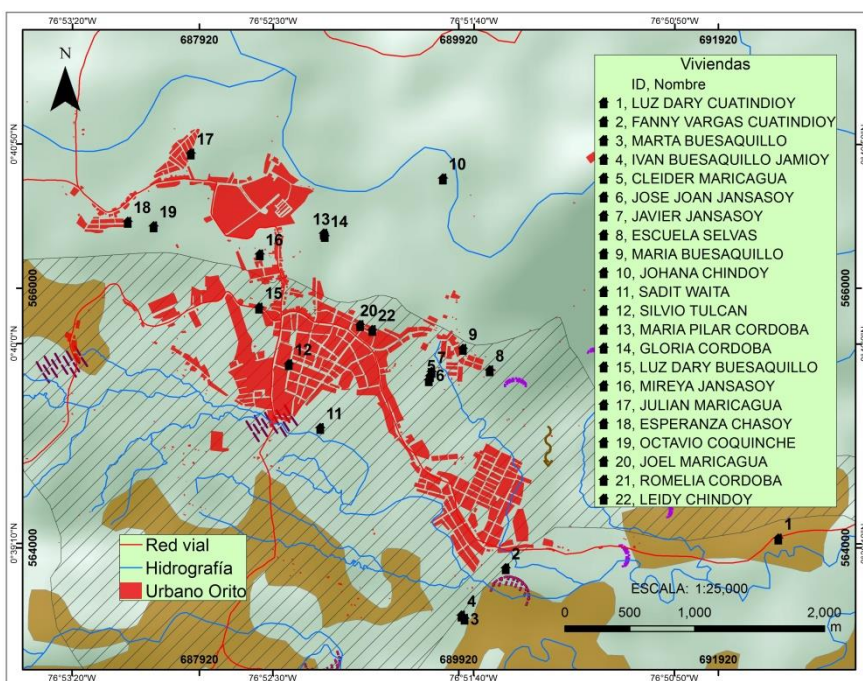 76°53'20"W 76°52'30"W 76°51'40"W 76°50'50"W
687920 689920 691920
N
Viviendas
ID, Nombre
1, LUZ DARY CUATINDIOY
2, FANNY VARGAS CUATINDIOY
3, MARTA BUESAQUILLO
4, IVAN BUESAQUILLO JAMIOY
5, CLEIDER MARICAGUA
6, JOSE JOAN JANSASOY
7, JAVIER JANSASOY
8, ESCUELA SELVAS
9, MARIA BUESAQUILLO
10, JOHANA CHINDOY
11, SADIT WAITA
12, SILVIO TULCAN
13, MARIA PILAR CORDOBA
14, GLORIA CORDOBA
15, LUZ DARY BUESAQUILLO
16, MIREYA JANSASOY
17, JULIAN MARICAGUA
18, ESPERANZA CHASOY
19, OCTAVIO COQUINCHE
20, JOEL MARICAGUA
21, ROMELIA CORDOBA
22, LEIDY CHINDOY
0°40'50"N
17
10
18 19
13 14
16
566000 566000
15
20 22
0°40'0"N 0°40'0"N
9
12
7
8
5
6
11
1
564000 564000
0°39'10"N 0°39'10"N
2
4
3
Red vial
Hidrografía
Urbano Orito
ESCALA: 1:25,000
0 500 1,000 2,000
m
687920 689920 691920
76°53'20"W 76°52'30"W 76°51'40"W 76°50'50"W